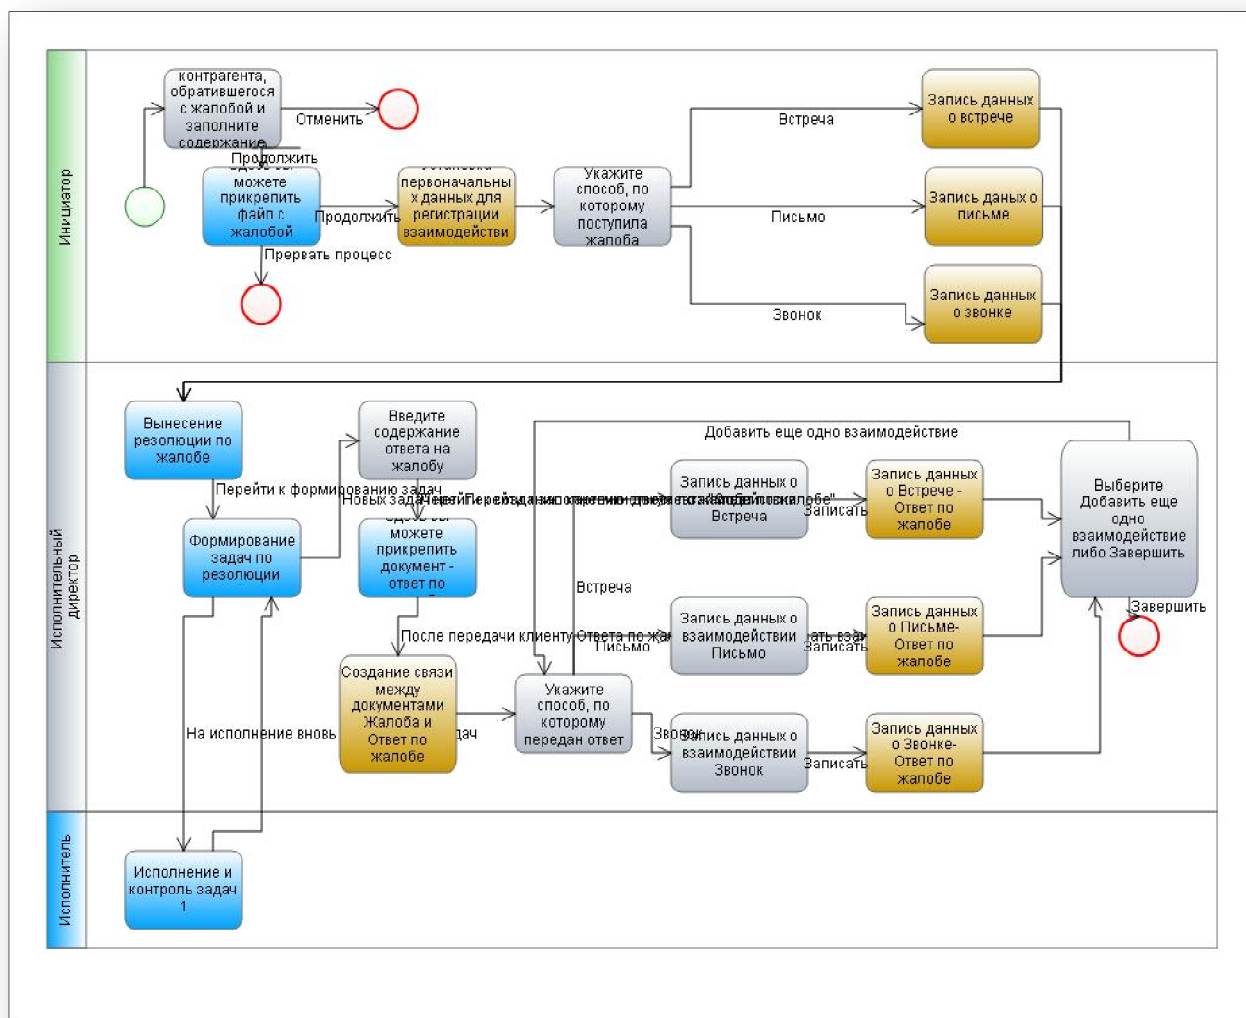 Инициатор
контрагента,
обратившегося
с жалобой и
заполните
содержание
Отменить
Продолжить
можете
прикрепить
файл с
жалобой
Продолжить
Прервать процесс
первоначальны
х данных для
регистрации
взаимодействи
Укажите
способ, по
которому
поступила
жалоба
Встреча
Письмо
Звонок
Запись данных
о встрече
Запись даных о
письме
Запись данных
о звонке
Исполнительный
директор
Вынесение
резолюции по
жалобе
Перейти к формированию задач
Формирование
задач по
резолюции
Введите
содержание
ответа на
жалобу
можете
прикрепить
документ -
ответ по
После передачи клиенту Ответа по
Создание связи
между
документами
Жалоба и
Ответ по
жалобе
На исполнение вновь
Укажите
способ, по
которому
передан ответ
Добавить еще одно взаимодействие
Встреча
Письмо
Звонок
Запись данных о
Встреча
Запись данных о
взаимодействии
Письмо
Запись данных о
взаимодействии
Звонок
Записать
Записать
Записать
Запись данных
о Встрече -
Ответ по
жалобе
Запись данных
о Письме-
Ответ по
жалобе
Запись данных
о Звонке-
Ответ по
жалобе
Выберите
Добавить еще
одно
взаимодействие
либо Завершить
Завершить
Исполнитель
Исполнение и
контроль задач
1